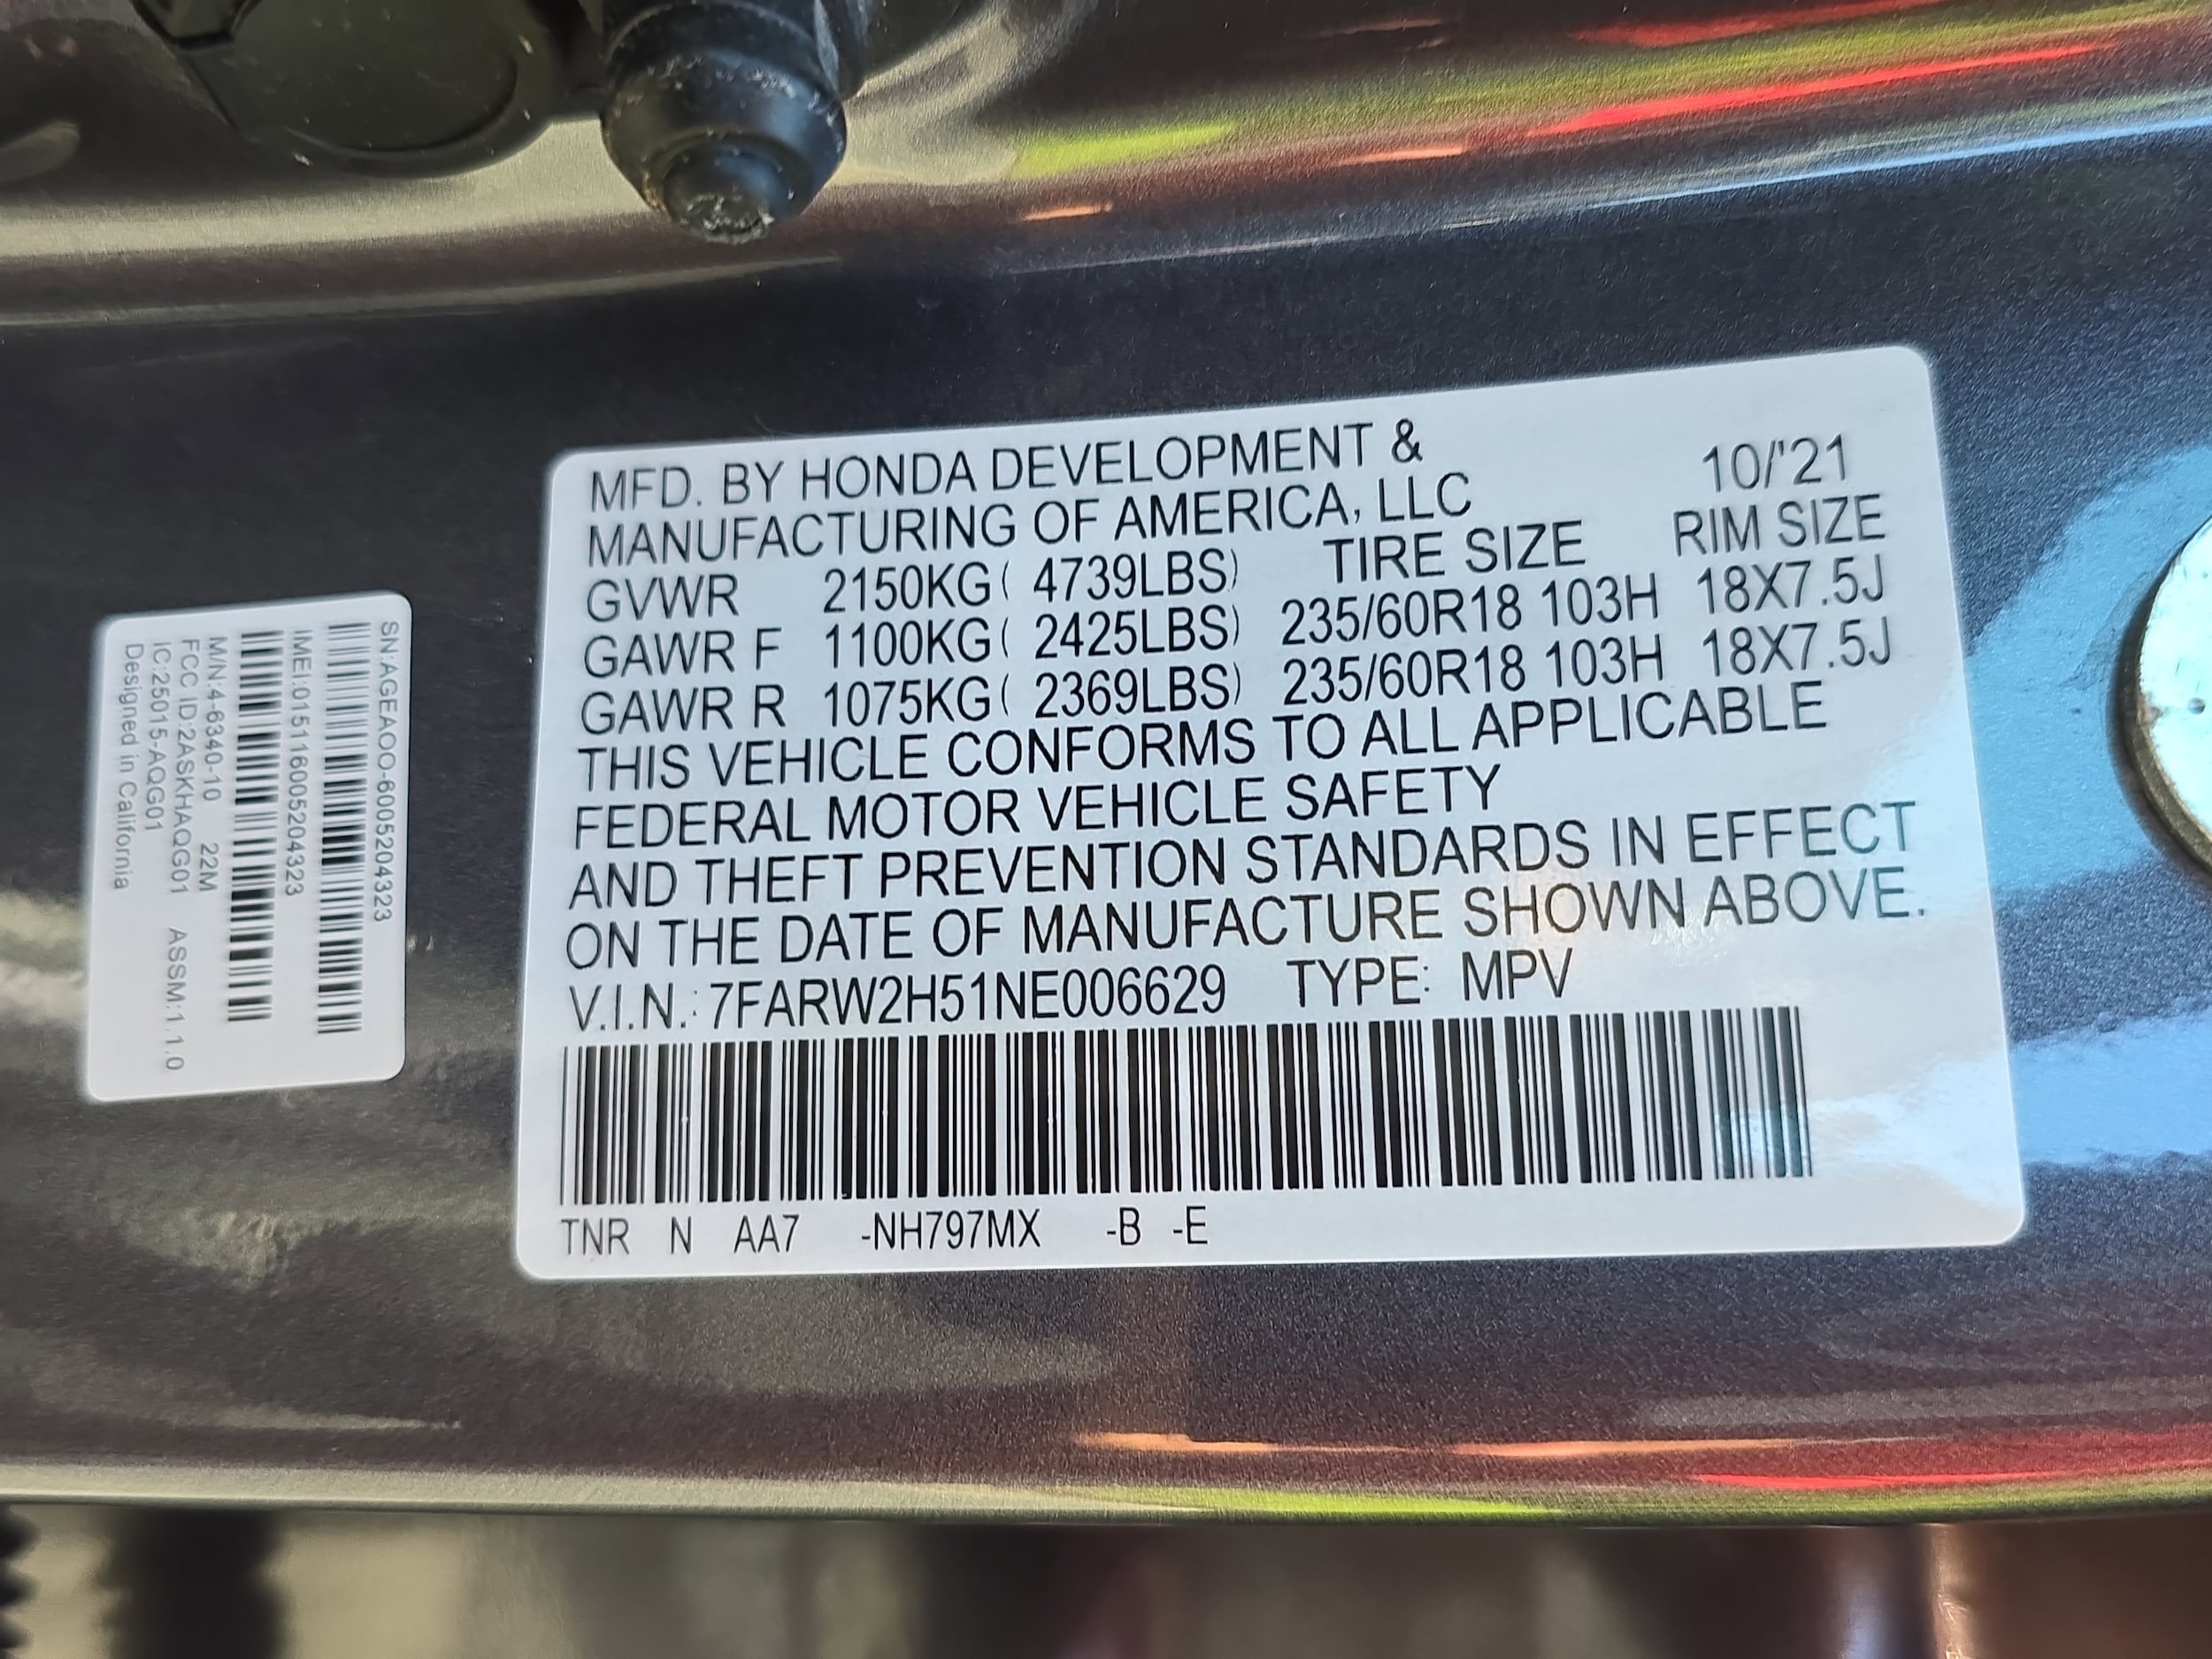 MFD. BY HONDA DEVELOPMENT &
MANUFACTURING OF AMERICA, LLC 10/'21
GVWR 2150KG( 4739LBS) TIRE SIZE RIM SIZE
GAWR F 1100KG( 2425LBS) 235/60R18 103H 18X7.5J
GAWR R 1075KG( 2369LBS) 235/60R18 103H 18X7.5J
THIS VEHICLE CONFORMS TO ALL APPLICABLE
FEDERAL MOTOR VEHICLE SAFETY
AND THEFT PREVENTION STANDARDS IN EFFECT
ON THE DATE OF MANUFACTURE SHOWN ABOVE.
V.I.N.: 7FARW2H51NE006629 TYPE: MPV
TNR N AA7 -NH797MX -B -E
SN:AGEAOO-6005204323
IMEI:015116005204323
M/N:4-6340-10 22M
FCC ID:2ASKHAQG01 ASSM:1.1.0
IC:25015-AQG01
Designed in California